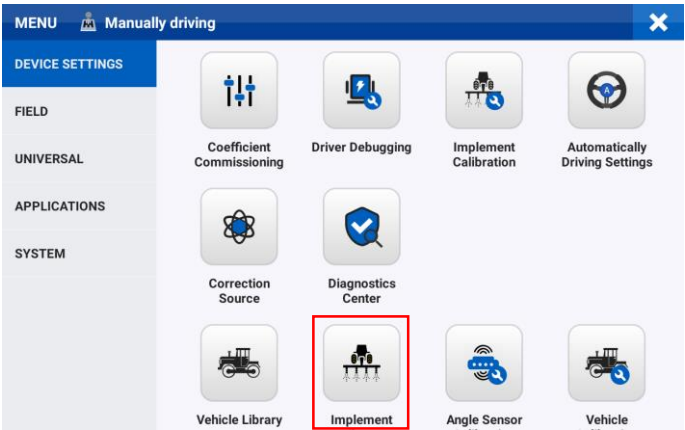 MENU Manually driving
DEVICE SETTINGS
FIELD
UNIVERSAL
APPLICATIONS
SYSTEM
Coefficient
Commissioning
Driver Debugging
Implement
Calibration
Automatically
Driving Settings
Correction
Source
Diagnostics
Center
Vehicle Library
Implement
Angle Sensor
Vehicle